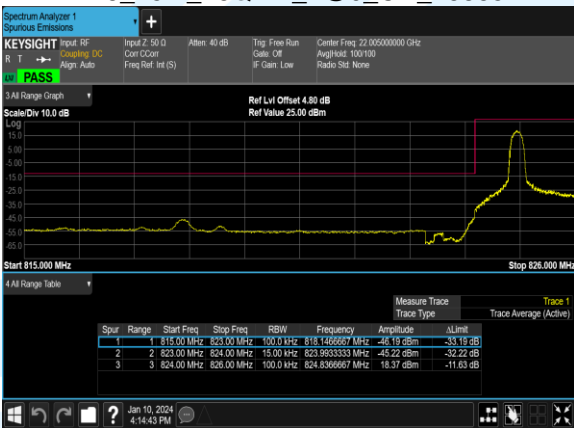 Spectrum Analyzer 1
Spurious Emissions
KEYSIGHT Input: RF Input Z: 50 Ω Atten: 40 dB Trig: Free Run Center Freq: 22.005000000 GHz
R T Coupling: DC Corr CCorr Gate: Off Avg|Hold: 100/100
Align: Auto Freq Ref: Int (S) IF Gain: Low Radio Std: None
PASS
3 All Range Graph
Ref Lvl Offset 4.80 dB
Scale/Div 10.0 dB Ref Value 25.00 dBm
Log
15.0
5.00
-5.00
-15.0
-25.0
-35.0
-45.0
-55.0
-65.0
Start 815.000 MHz Stop 826.000 MHz
4 All Range Table
Measure Trace Trace 1
Trace Type Trace Average (Active)
Spur Range Start Freq Stop Freq RBW Frequency Amplitude ΔLimit
1 1 815.00 MHz 823.00 MHz 100.0 kHz 818.1466667 MHz -46.19 dBm -33.19 dB
2 2 823.00 MHz 824.00 MHz 15.00 kHz 823.9933333 MHz -45.22 dBm -32.22 dB
3 3 824.00 MHz 826.00 MHz 100.0 kHz 824.8366667 MHz 18.37 dBm -11.63 dB
Jan 10, 2024
4:14:43 PM